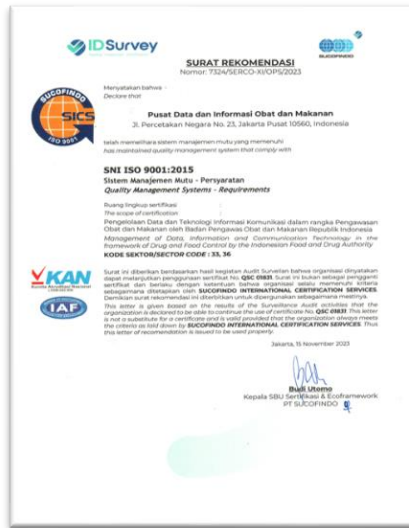 IDSurvey
SUCOFINDO
SURAT REKOMENDASI
Nomor: 7324/SERCO-XI/OPS/2023
SUCOFINDO
SICS
ISO 9001
Menyatakan bahwa :
Declare that
Pusat Data dan Informasi Obat dan Makanan
Jl. Percetakan Negara No. 23, Jakarta Pusat 10560, Indonesia
telah memelihara sistem manajemen mutu yang memenuhi
has maintained quality management system that comply with
SNI ISO 9001:2015
Sistem Manajemen Mutu - Persyaratan
Quality Management Systems - Requirements
Ruang lingkup sertifikasi :
The scope of certification :
Pengelolaan Data dan Teknologi Informasi Komunikasi dalam rangka Pengawasan
Obat dan Makanan oleh Badan Pengawas Obat dan Makanan Republik Indonesia
Management of Data, Information and Communication Technology in the
framework of Drug and Food Control by the Indonesian Food and Drug Authority
KODE SEKTOR/SECTOR CODE : 33, 36
KAN
Komite Akreditasi Nasional
IAF
Surat ini diberikan berdasarkan hasil kegiatan Audit Survailen bahwa organisasi dinyatakan
dapat melanjutkan penggunaan sertifikat No. QSC 01831. Surat ini bukan sebagai pengganti
sertifikat dan berlaku dengan ketentuan bahwa organisasi selalu memenuhi kriteria
sebagaimana ditetapkan oleh SUCOFINDO INTERNATIONAL CERTIFICATION SERVICES.
Demikian surat rekomendasi ini diterbitkan untuk dipergunakan sebagaimana mestinya.
This letter is given based on the results of the Surveillance Audit activities that the
organization is declared to be able to continue the use of certificate No. QSC 01831. This letter
is not a substitute for a certificate and is valid provided that the organization always meets
the criteria as laid down by SUCOFINDO INTERNATIONAL CERTIFICATION SERVICES. Thus
this letter of recomendation is issued to be used properly.
Jakarta, 15 November 2023
Budi Utomo
Kepala SBU Sertifikasi & Ecoframework
PT SUCOFINDO